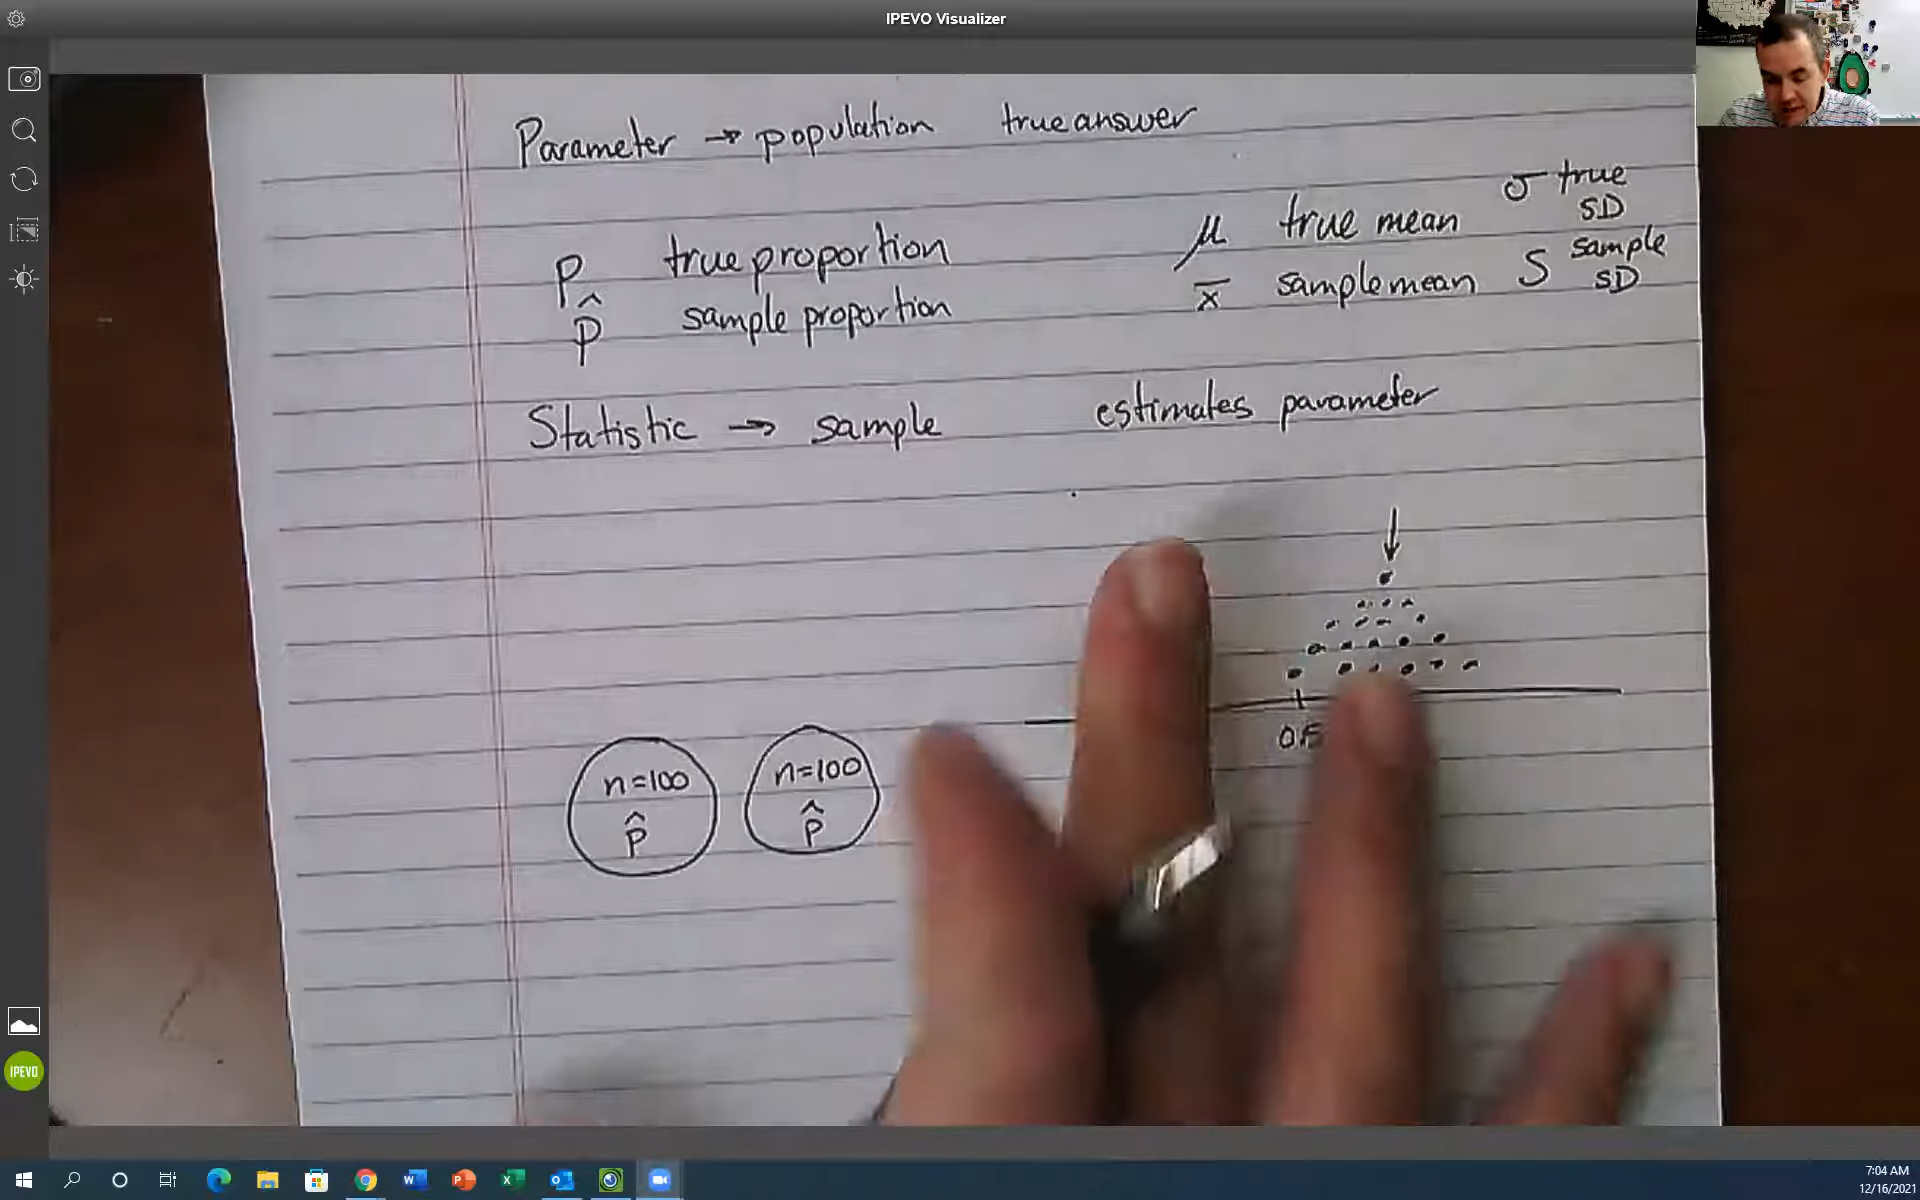 IPEVO Visualizer
Parameter → population true answer
σ true SD
μ true mean
p true proportion
S sample SD
x̄ sample mean
p̂ sample proportion
Statistic → sample estimates parameter
n=100 n=100
p̂ p̂
IPEVO
7:04 AM
12/16/2021